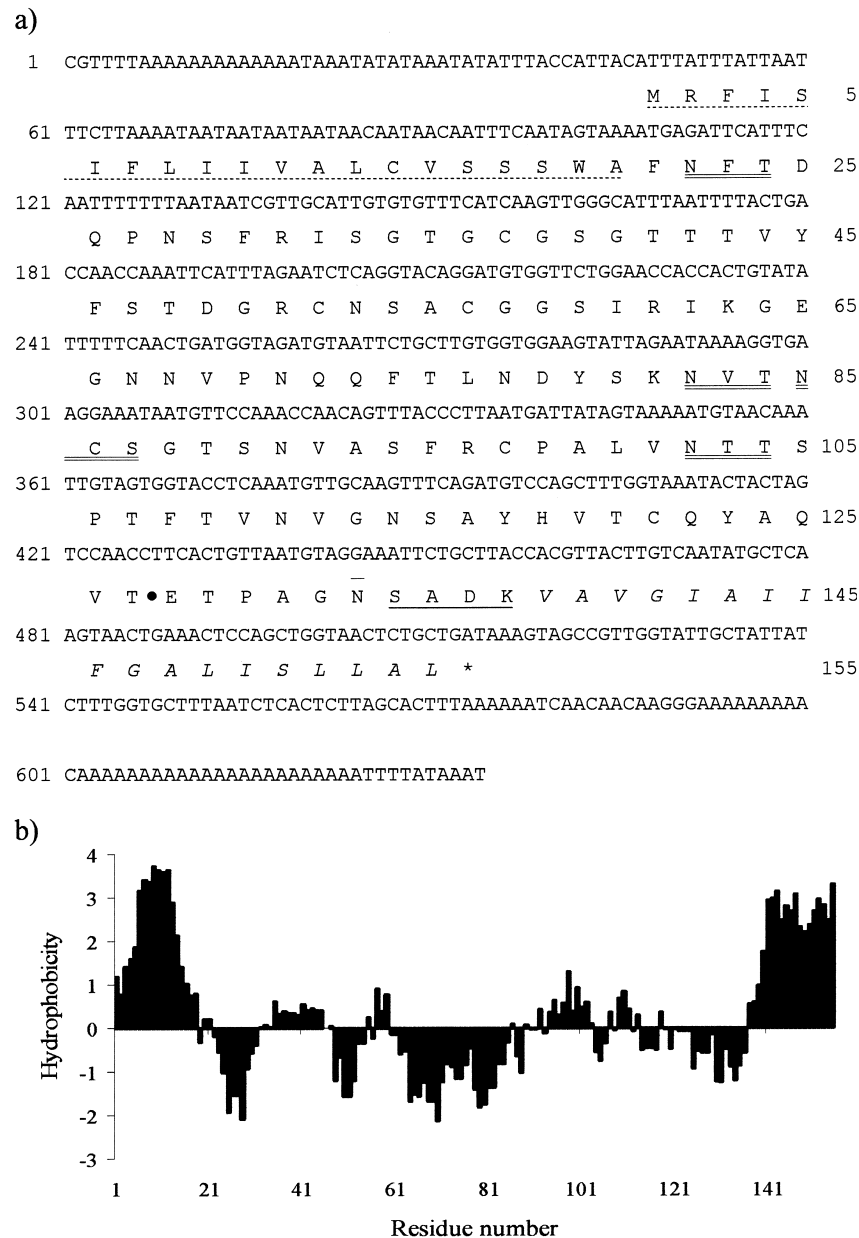 a)
1 CGTTTTAAAAAAAAAAAAATAAATATATAAATATATTTACCATTACATTTATTTATTAAT
M R F I S 5
61 TTCTTAAAATAATAATAATAATAACAATAACAATTTCAATAGTAAAATGAGATTCATTTC
I F L I I V A L C V S S S W A F N F T D 25
121 AATTTTTTTAATAATCGTTGCATTGTGTGTTTCATCAAGTTGGGCATTTAATTTTACTGA
Q P N S F R I S G T G C G S G T T T V Y 45
181 CCAACCAAATTCATTTAGAATCTCAGGTACAGGATGTGGTTCTGGAACCACCACTGTATA
F S T D G R C N S A C G G S I R I K G E 65
241 TTTTTCAACTGATGGTAGATGTAATTCTGCTTGTGGTGGAAGTATTAGAATAAAAGGTGA
G N N V P N Q Q F T L N D Y S K N V T N 85
301 AGGAAATAATGTTCCAAACCAACAGTTTACCCTTAATGATTATAGTAAAAATGTAACAAA
C S G T S N V A S F R C P A L V N T T S 105
361 TTGTAGTGGTACCTCAAATGTTGCAAGTTTCAGATGTCCAGCTTTGGTAAATACTACTAG
P T F T V N V G N S A Y H V T C Q Y A Q 125
421 TCCAACCTTCACTGTTAATGTAGGAAATTCTGCTTACCACGTTACTTGTCAATATGCTCA
V T●E T P A G N S A D K V A V G I A I I 145
481 AGTAACTGAAACTCCAGCTGGTAACTCTGCTGATAAAGTAGCCGTTGGTATTGCTATTAT
F G A L I S L L A L * 155
541 CTTTGGTGCTTTAATCTCACTCTTAGCACTTTAAAAAATCAACAACAAGGGAAAAAAAAA
601 CAAAAAAAAAAAAAAAAAAAAAAATTTTATAAAT
b)
4
3
2
1
0
-1
-2
-3
Hydrophobicity
1 21 41 61 81 101 121 141
Residue number